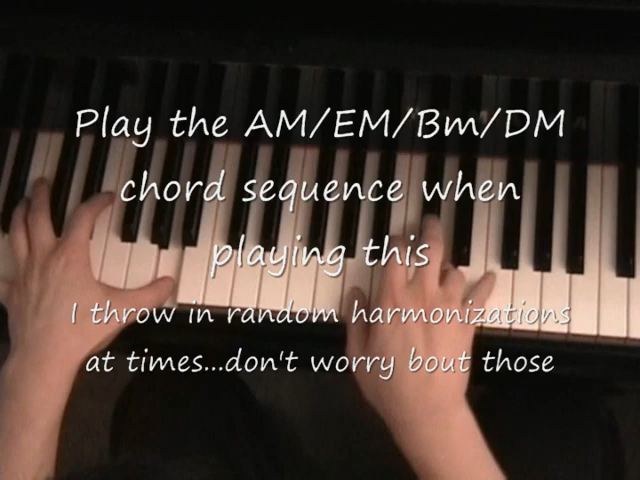 Play the AM/EM/Bm/DM
chord sequence when
playing this
I throw in random harmonizations
at times...don't worry bout those